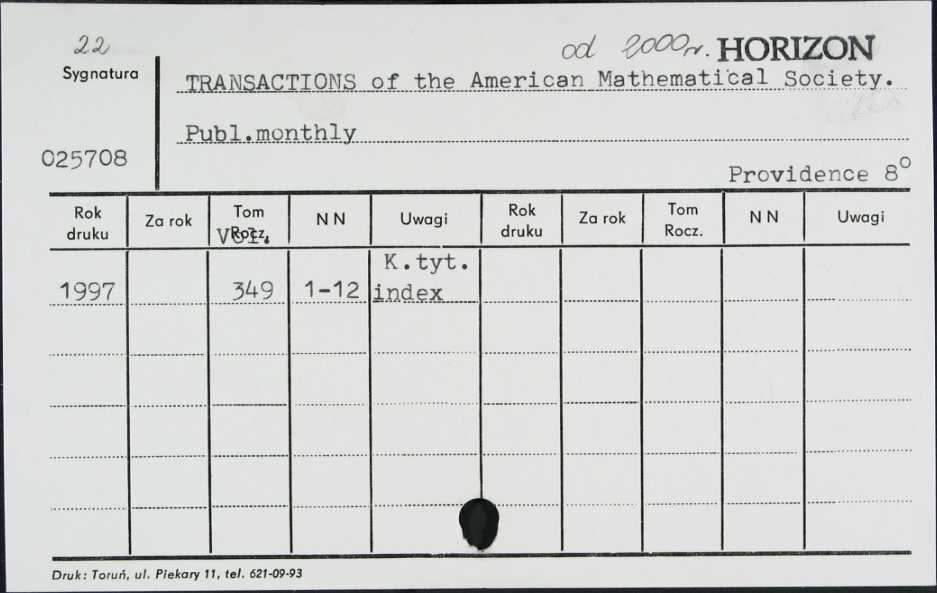 22
od 2000r. HORIZON
Sygnatura
TRANSACTIONS of the American Mathematical Society.
Publ.monthly
025708
Providence 8°
Rok druku Za rok Tom Rocz. N N Uwagi Rok druku Za rok Tom Rocz. N N Uwagi
Vol.
K.tyt.
1997 349 1-12 index
Druk: Toruń, ul. Piekary 11, tel. 621-09-93